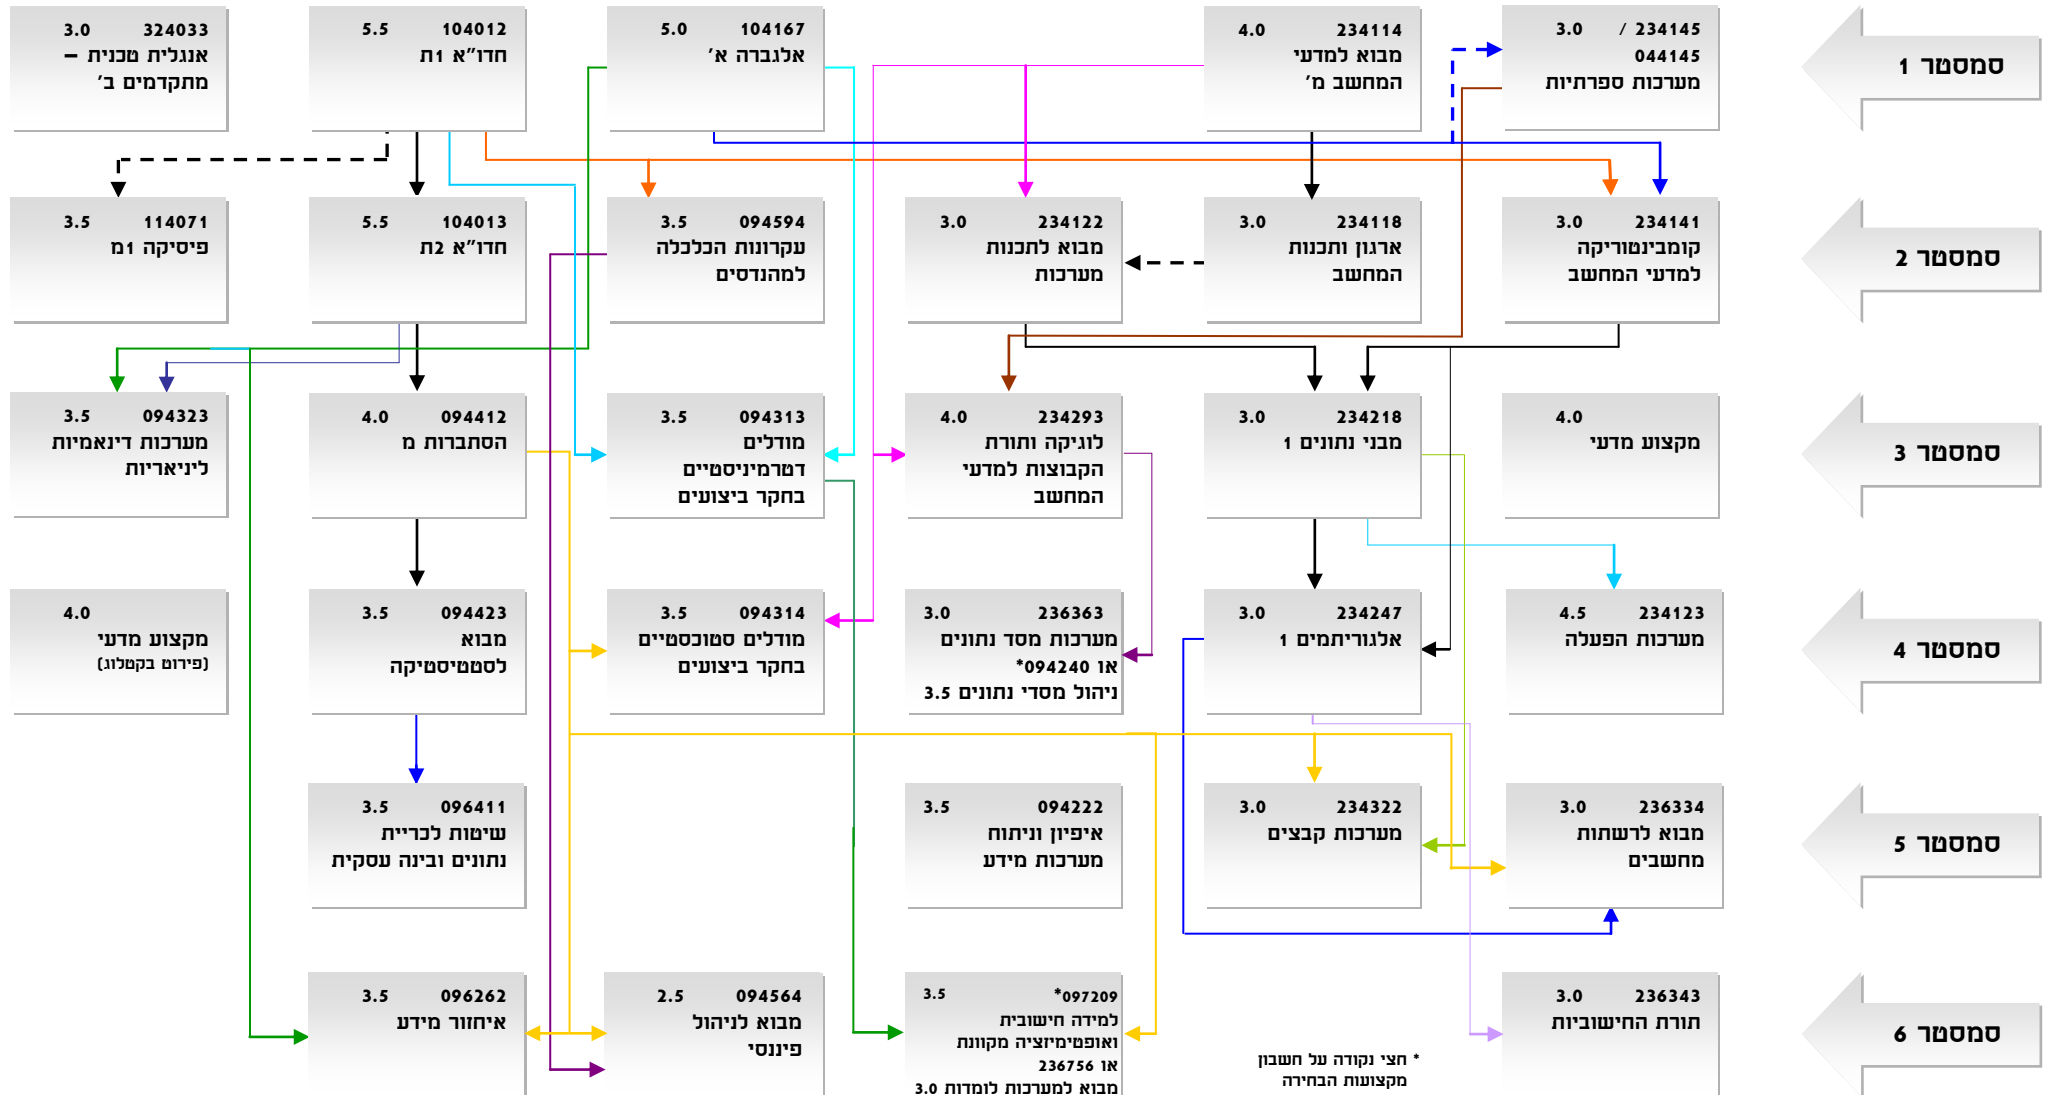 סמסטר 1
234145 / 3.0
044145
מערכות ספרתיות
234114 4.0
מבוא למדעי
המחשב מ'
104167 5.0
אלגברה א'
104012 5.5
חדו"א 1ת
324033 3.0
אנגלית טכנית –
מתקדמים ב'
סמסטר 2
234141 3.0
קומבינטוריקה
למדעי המחשב
234118 3.0
ארגון ותכנות
המחשב
234122 3.0
מבוא לתכנות
מערכות
094594 3.5
עקרונות הכלכלה
למהנדסים
104013 5.5
חדו"א 2ת
114071 3.5
פיסיקה 1מ
סמסטר 3
4.0
מקצוע מדעי
234218 3.0
מבני נתונים 1
234293 4.0
לוגיקה ותורת
הקבוצות למדעי
המחשב
094313 3.5
מודלים
דטרמיניסטיים
בחקר ביצועים
094412 4.0
הסתברות מ
094323 3.5
מערכות דינאמיות
ליניאריות
סמסטר 4
234123 4.5
מערכות הפעלה
234247 3.0
אלגוריתמים 1
236363 3.0
מערכות מסד נתונים
או 094240*
ניהול מסדי נתונים 3.5
094314 3.5
מודלים סטוכסטיים
בחקר ביצועים
094423 3.5
מבוא
לסטטיסטיקה
4.0
מקצוע מדעי
(פירוט בקטלוג)
סמסטר 5
236334 3.0
מבוא לרשתות
מחשבים
234322 3.0
מערכות קבצים
094222 3.5
איפיון וניתוח
מערכות מידע
096411 3.5
שיטות לכריית
נתונים ובינה עסקית
סמסטר 6
236343 3.0
תורת החישוביות
* חצי נקודה על חשבון
מקצועות הבחירה
097209* 3.5
למידה חישובית
ואופטימיזציה מקוונת
או 236756
מבוא למערכות לומדות 3.0
094564 2.5
מבוא לניהול
פיננסי
096262 3.5
איחזור מידע